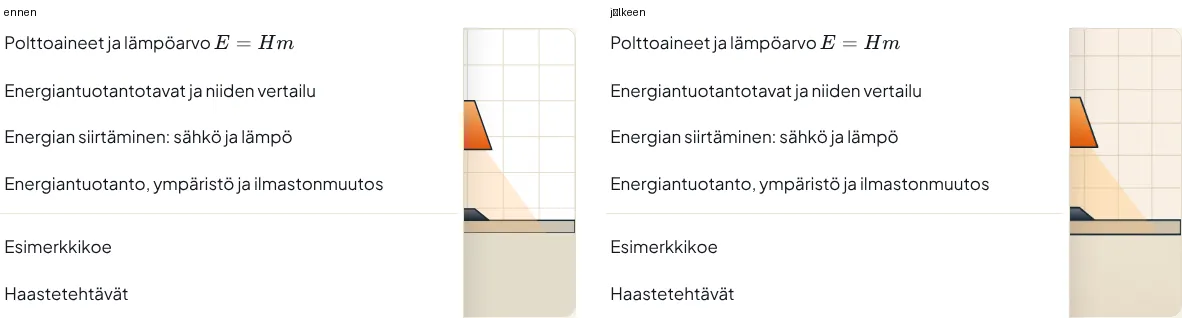 ennen
Polttoaineet ja lämpöarvo E = Hm
Energiantuotantotavat ja niiden vertailu
Energian siirtäminen: sähkö ja lämpö
Energiantuotanto, ympäristö ja ilmastonmuutos
Esimerkkikoe
Haastetehtävät
j▯lkeen
Polttoaineet ja lämpöarvo E = Hm
Energiantuotantotavat ja niiden vertailu
Energian siirtäminen: sähkö ja lämpö
Energiantuotanto, ympäristö ja ilmastonmuutos
Esimerkkikoe
Haastetehtävät